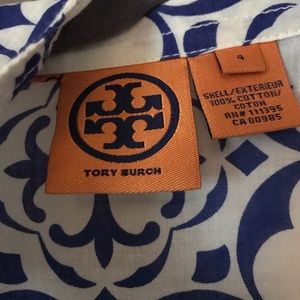 TORY BURCH
4
SHELL/EXTERIEUR
100% COTTON/
COTON
RN# 111395
CA 00985